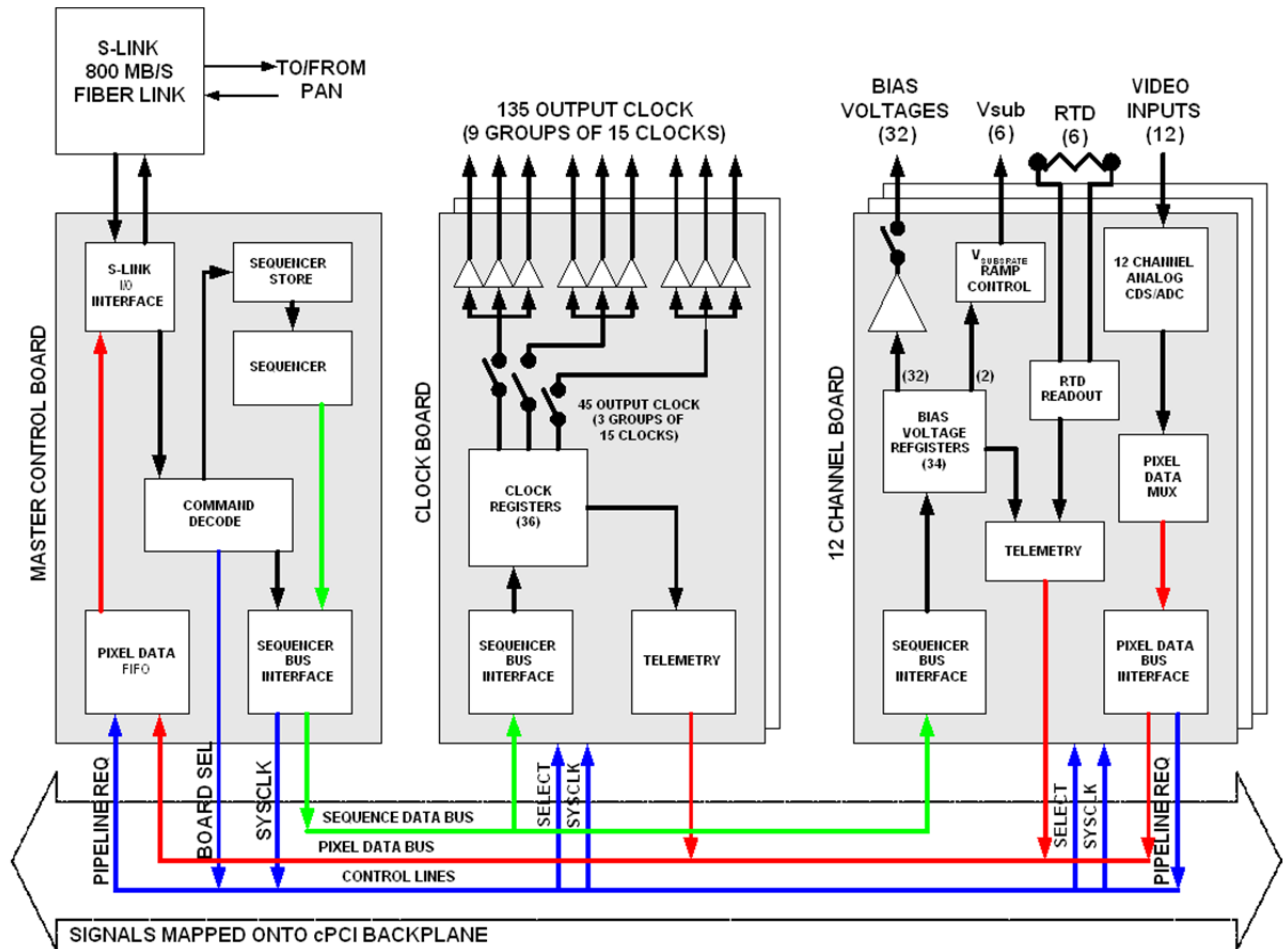 S-LINK
800 MB/S
FIBER LINK
TO/FROM
PAN
135 OUTPUT CLOCK
(9 GROUPS OF 15 CLOCKS)
BIAS
VOLTAGES
(32)
Vsub
(6)
RTD
(6)
VIDEO
INPUTS
(12)
MASTER CONTROL BOARD
S-LINK
I/O
INTERFACE
SEQUENCER
STORE
SEQUENCER
COMMAND
DECODE
PIXEL DATA
FIFO
SEQUENCER
BUS
INTERFACE
CLOCK BOARD
45 OUTPUT CLOCK
(3 GROUPS OF
15 CLOCKS)
CLOCK
REGISTERS
(36)
SEQUENCER
BUS
INTERFACE
TELEMETRY
12 CHANNEL BOARD
VSUBSRATE
RAMP
CONTROL
12 CHANNEL
ANALOG
CDS/ADC
(32)
(2)
RTD
READOUT
BIAS
VOLTAGE
REFGISTERS
(34)
PIXEL
DATA
MUX
TELEMETRY
SEQUENCER
BUS
INTERFACE
PIXEL DATA
BUS
INTERFACE
PIPELINE REQ
BOARD SEL
SYSCLK
SELECT
SYSCLK
SELECT
SYSCLK
PIPELINE REQ
SEQUENCE DATA BUS
PIXEL DATA BUS
CONTROL LINES
SIGNALS MAPPED ONTO cPCI BACKPLANE